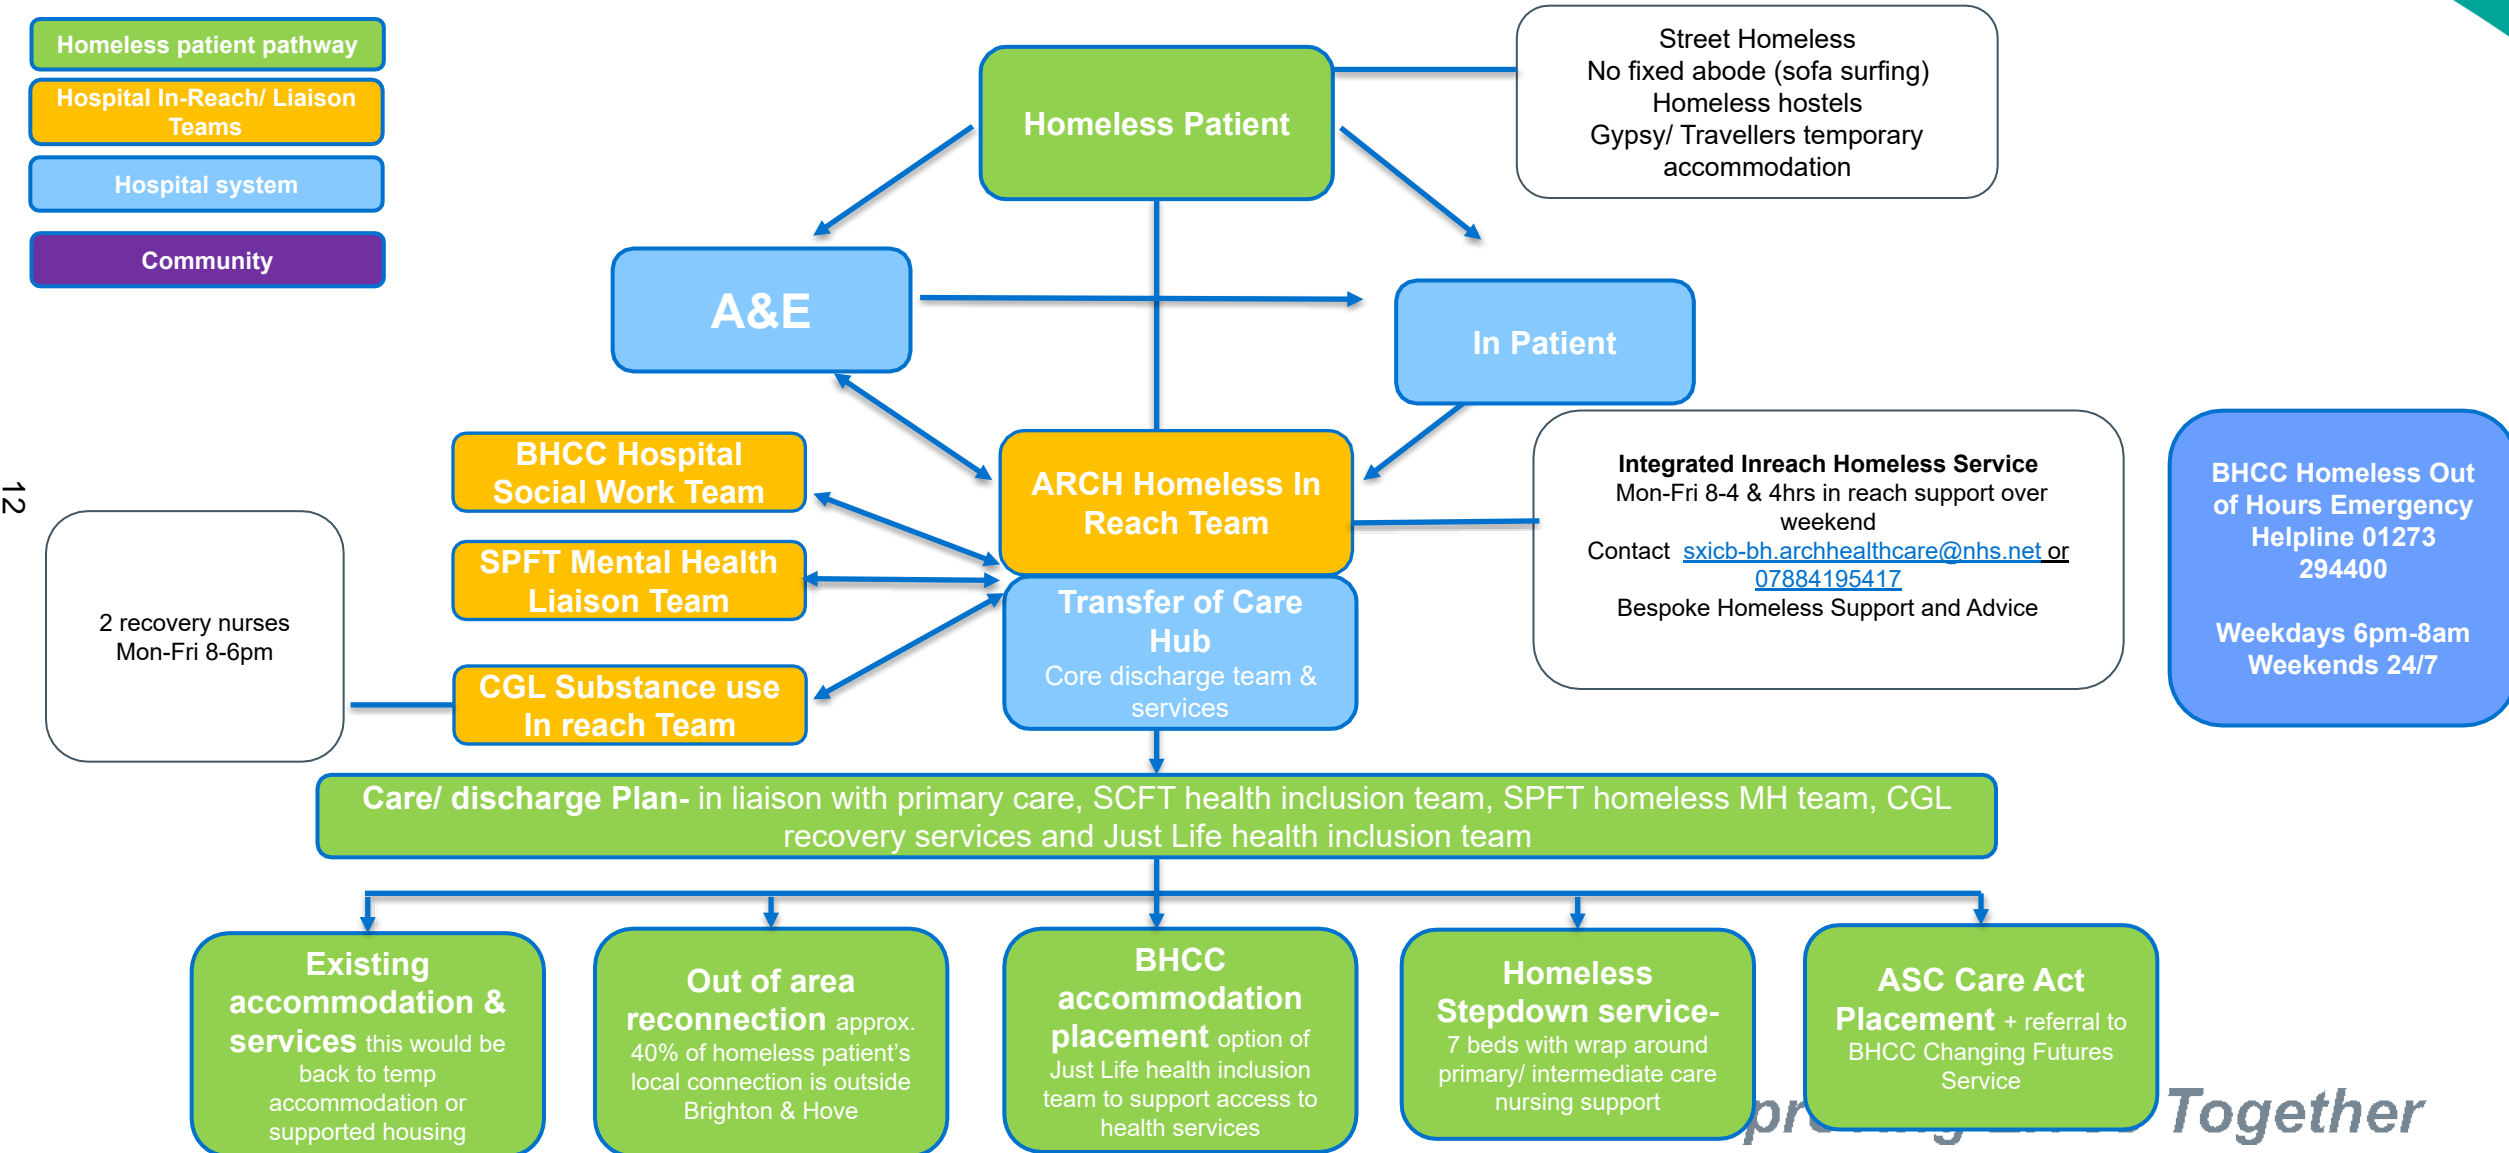 Homeless patient pathway
Hospital In-Reach/ Liaison
Teams
Hospital system
Community
Homeless Patient
Street Homeless
No fixed abode (sofa surfing)
Homeless hostels
Gypsy/ Travellers temporary
accommodation
A&E
In Patient
BHCC Hospital
Social Work Team
SPFT Mental Health
Liaison Team
CGL Substance use
In reach Team
2 recovery nurses
Mon-Fri 8-6pm
12
ARCH Homeless In
Reach Team
Transfer of Care
Hub
Core discharge team &
services
Integrated Inreach Homeless Service
Mon-Fri 8-4 & 4hrs in reach support over
weekend
Contact sxicb-bh.archhealthcare@nhs.net or
07884195417
Bespoke Homeless Support and Advice
BHCC Homeless Out
of Hours Emergency
Helpline 01273
294400
Weekdays 6pm-8am
Weekends 24/7
Care/ discharge Plan- in liaison with primary care, SCFT health inclusion team, SPFT homeless MH team, CGL
recovery services and Just Life health inclusion team
Existing
accommodation &
services this would be
back to temp
accommodation or
supported housing
Out of area
reconnection approx.
40% of homeless patient's
local connection is outside
Brighton & Hove
BHCC
accommodation
placement option of
Just Life health inclusion
team to support access to
health services
Homeless
Stepdown service-
7 beds with wrap around
primary/ intermediate care
nursing support
ASC Care Act
Placement + referral to
BHCC Changing Futures
Service
Together